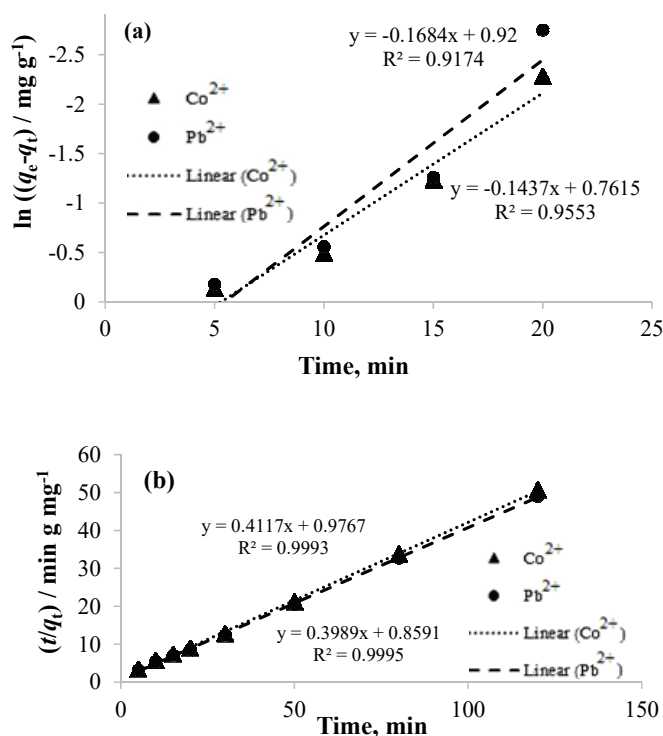 (a)
y = -0.1684x + 0.92
R² = 0.9174
-2.5
-2
-1.5
-1
-0.5
0
ln ((qₑ-qₜ) / mg g⁻¹)
Co²⁺
Pb²⁺
Linear (Co²⁺)
Linear (Pb²⁺)
y = -0.1437x + 0.7615
R² = 0.9553
0 5 10 15 20 25
Time, min
(b)
60
50
40
30
20
10
0
(t/qₜ) / min g mg⁻¹
y = 0.4117x + 0.9767
R² = 0.9993
Co²⁺
Pb²⁺
y = 0.3989x + 0.8591
R² = 0.9995
Linear (Co²⁺)
Linear (Pb²⁺)
0 50 100 150
Time, min